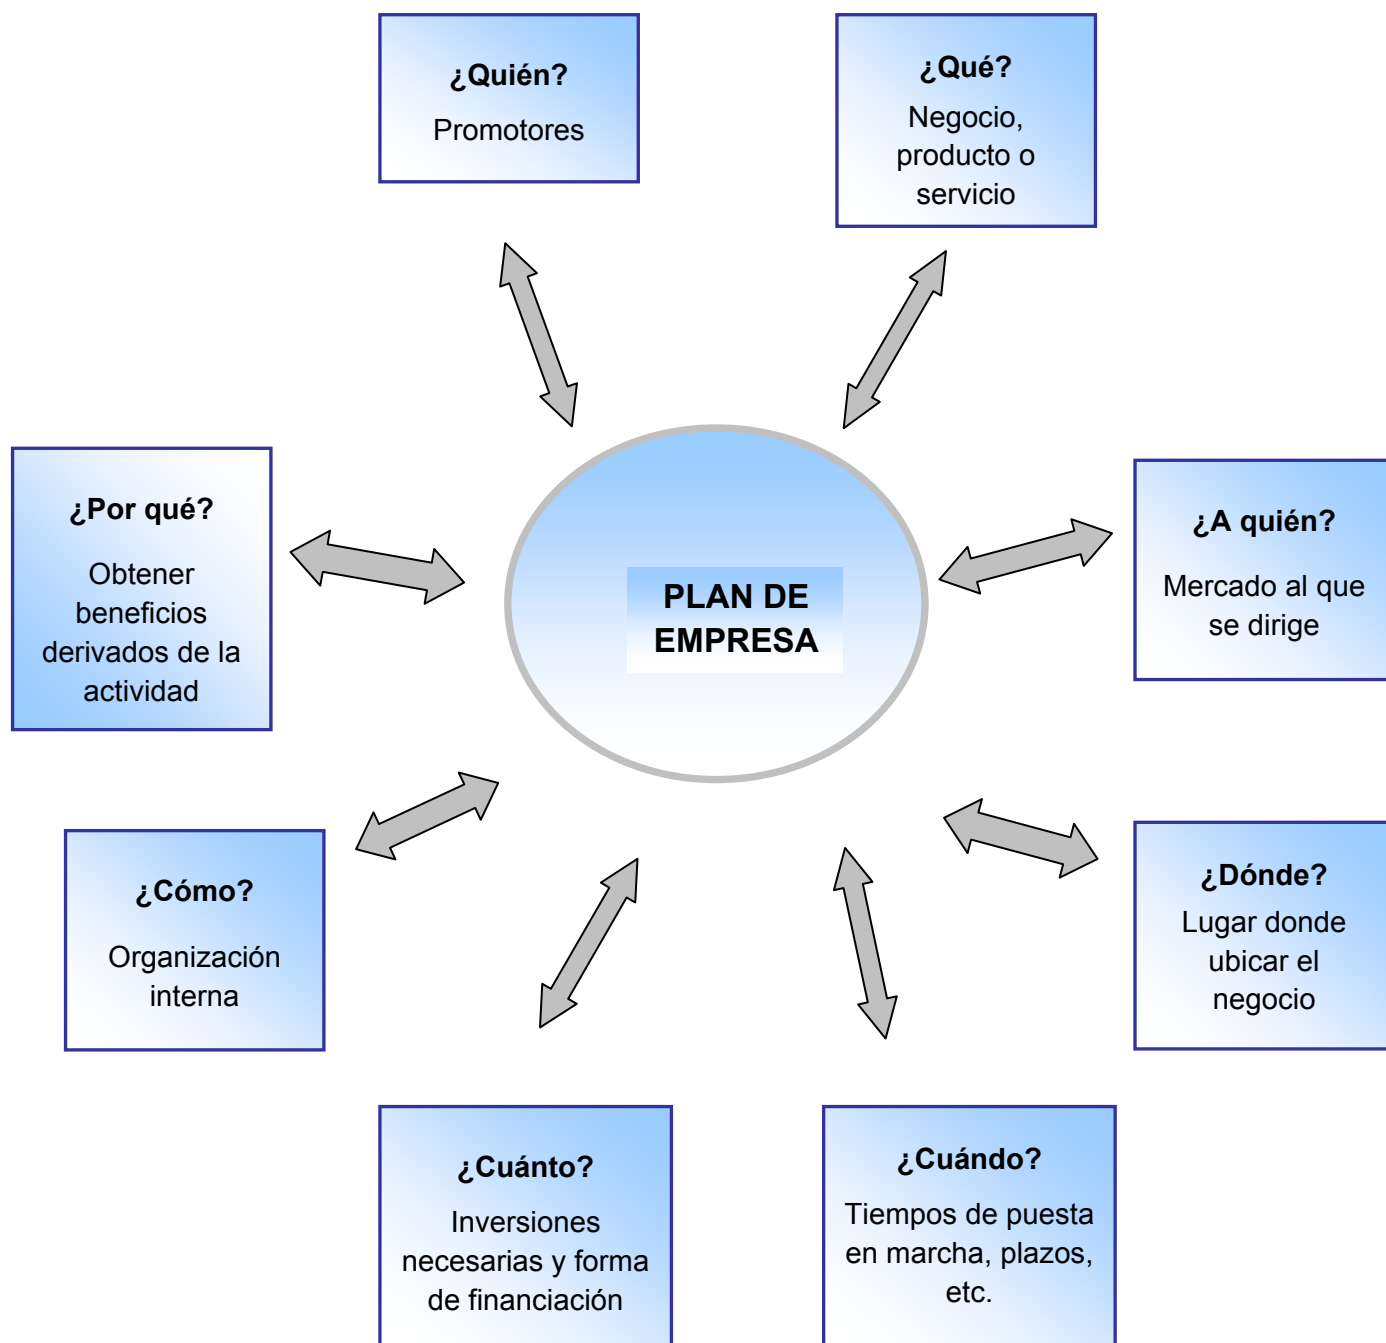 ¿Quién?
Promotores
¿Qué?
Negocio,
producto o
servicio
¿Por qué?
Obtener
beneficios
derivados de la
actividad
PLAN DE
EMPRESA
¿A quién?
Mercado al que
se dirige
¿Cómo?
Organización
interna
¿Dónde?
Lugar donde
ubicar el
negocio
¿Cuánto?
Inversiones
necesarias y forma
de financiación
¿Cuándo?
Tiempos de puesta
en marcha, plazos,
etc.